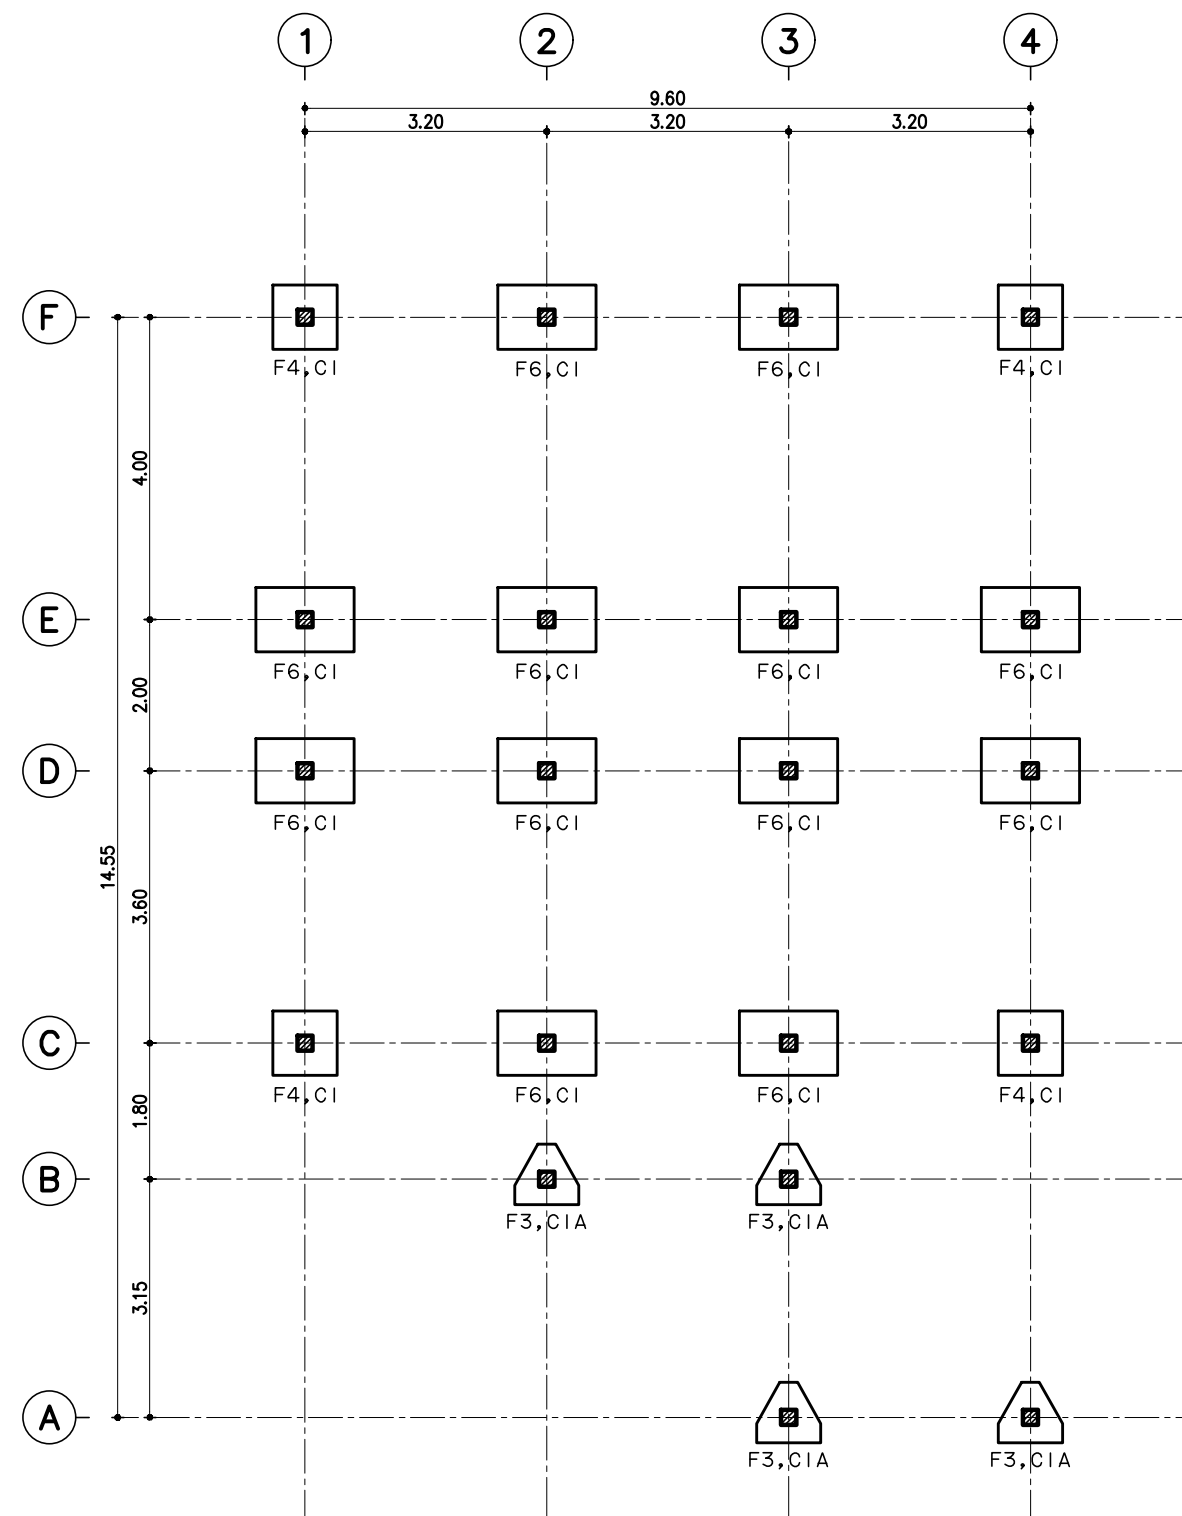 1 2 3 4
9.60
3.20 3.20 3.20
F
F4,C1 F6,C1 F6,C1 F4,C1
4.00
E
F6,C1 F6,C1 F6,C1 F6,C1
2.00
D
F6,C1 F6,C1 F6,C1 F6,C1
14.55
3.60
C
F4,C1 F6,C1 F6,C1 F4,C1
1.80
B
F3,C1A F3,C1A
3.15
A
F3,C1A F3,C1A